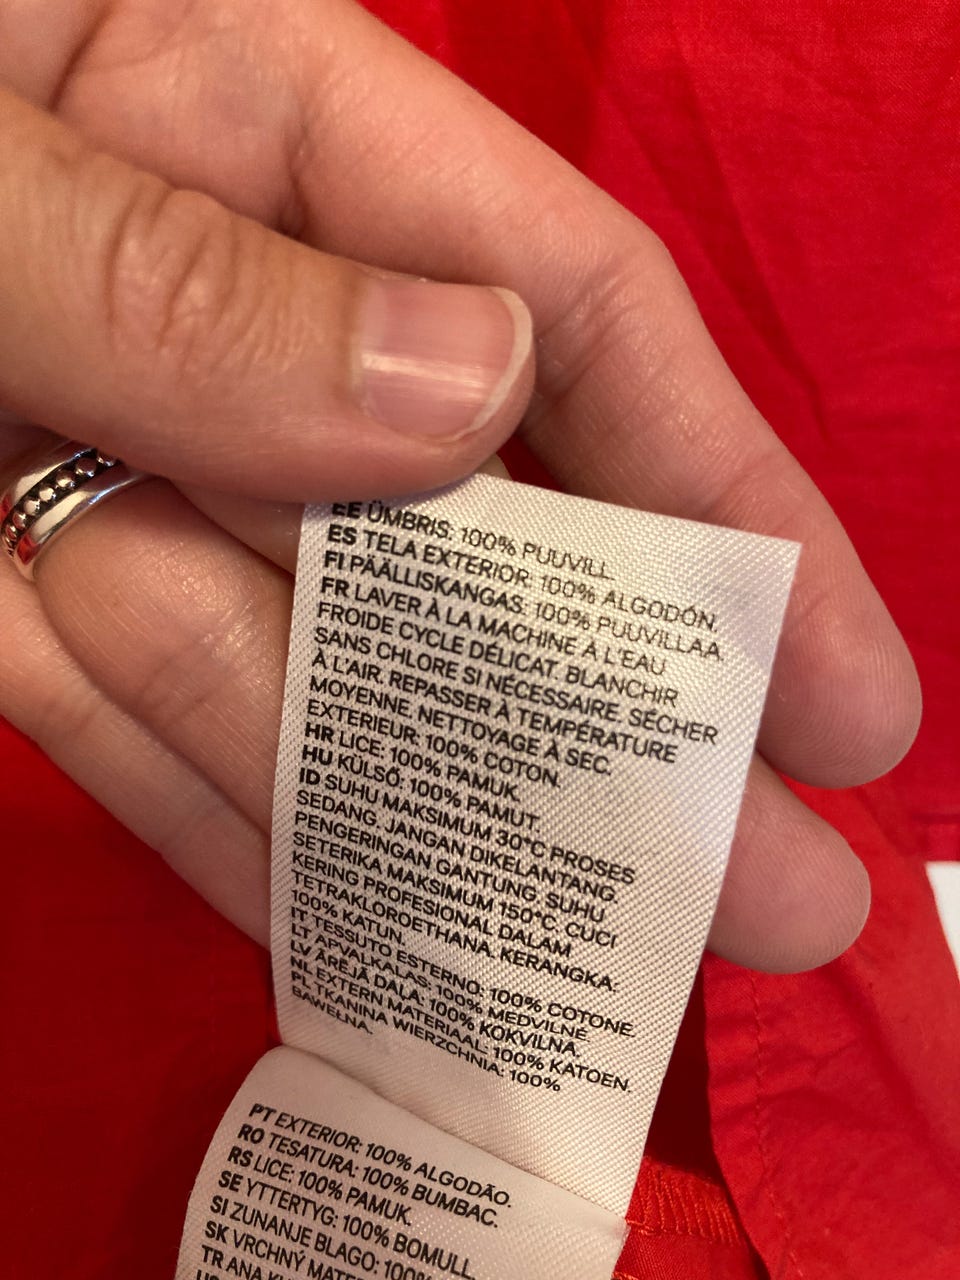 EE ÜMBRIS: 100% PUUVILL.
ES TELA EXTERIOR: 100% ALGODÓN.
FI PÄÄLLISKANGAS: 100% PUUVILLAA.
FR LAVER À LA MACHINE À L'EAU
FROIDE CYCLE DÉLICAT. BLANCHIR
SANS CHLORE SI NÉCESSAIRE. SÉCHER
À L'AIR. REPASSER À TEMPÉRATURE
MOYENNE. NETTOYAGE À SEC.
EXTERIEUR: 100% COTON.
HR LICE: 100% PAMUK.
HU KÜLSŐ: 100% PAMUT.
ID SUHU MAKSIMUM 30°C PROSES
SEDANG. JANGAN DIKELANTANG.
PENGERINGAN GANTUNG. SUHU
SETERIKA MAKSIMUM 150°C. CUCI
KERING PROFESIONAL DALAM
TETRAKLOROETHANA. KERANGKA:
100% KATUN.
IT TESSUTO ESTERNO: 100% COTONE.
LT APVALKALAS: 100% MEDVILNĖ.
LV ĀRĒJĀ DAĻA: 100% KOKVILNA.
NL EXTERN MATERIAAL: 100% KATOEN.
PL TKANINA WIERZCHNIA: 100%
BAWEŁNA.
PT EXTERIOR: 100% ALGODÃO.
RO TESATURA: 100% BUMBAC.
RS LICE: 100% PAMUK.
SE YTTERTYG: 100% BOMULL.
SI ZUNANJE BLAGO: 100%
SK VRCHNÝ 100%
TR ANA